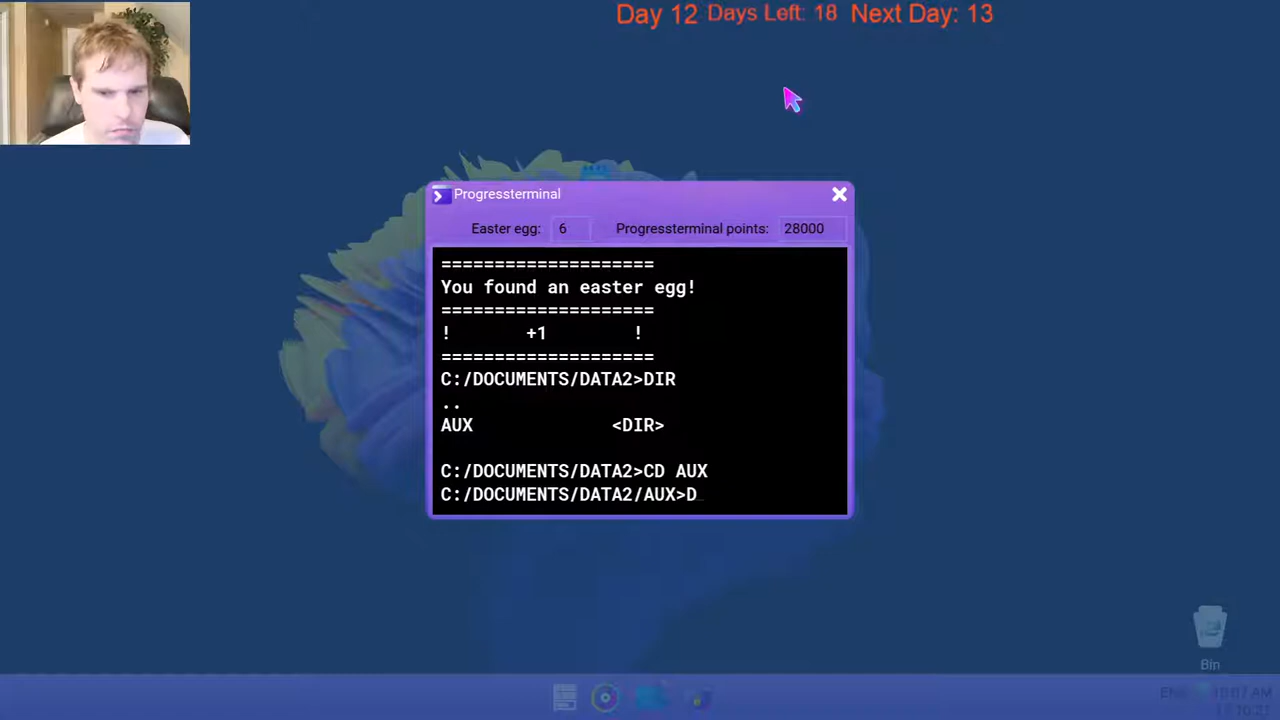 Day 12 Days Left: 18 Next Day: 13
Progressterminal
Easter egg: 6 Progressterminal points: 28000
====================
You found an easter egg!
====================
! +1 !
====================
C:/DOCUMENTS/DATA2>DIR
..
AUX <DIR>
C:/DOCUMENTS/DATA2>CD AUX
C:/DOCUMENTS/DATA2/AUX>D_
Bin